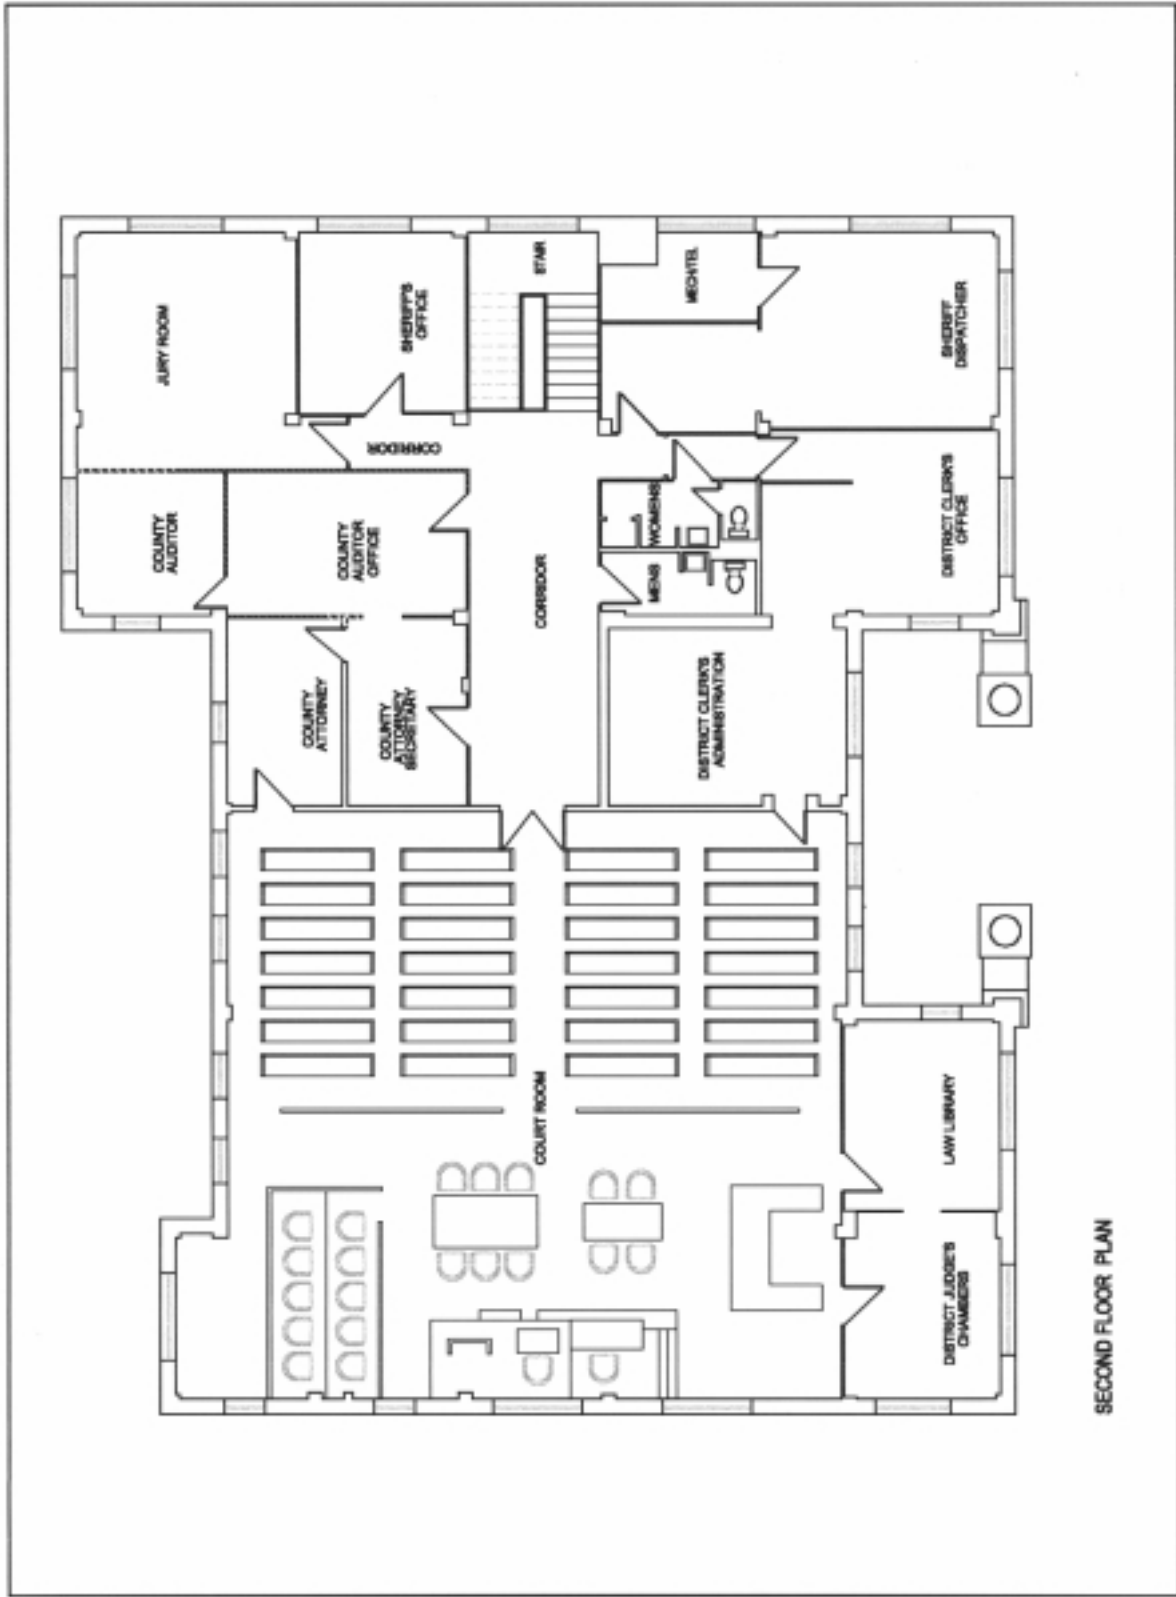 JURY ROOM
SHERIFF'S
OFFICE
STAIR
MECH/TEL
SHERIFF
DISPATCHER
CORRIDOR
COUNTY
AUDITOR
COUNTY
AUDITOR
OFFICE
CORRIDOR
WOMENS
MENS
DISTRICT CLERK'S
OFFICE
COUNTY
ATTORNEY
COUNTY
ATTORNEY
SECRETARY
DISTRICT CLERK'S
ADMINISTRATION
COURT ROOM
LAW LIBRARY
DISTRICT JUDGE'S
CHAMBERS
SECOND FLOOR PLAN